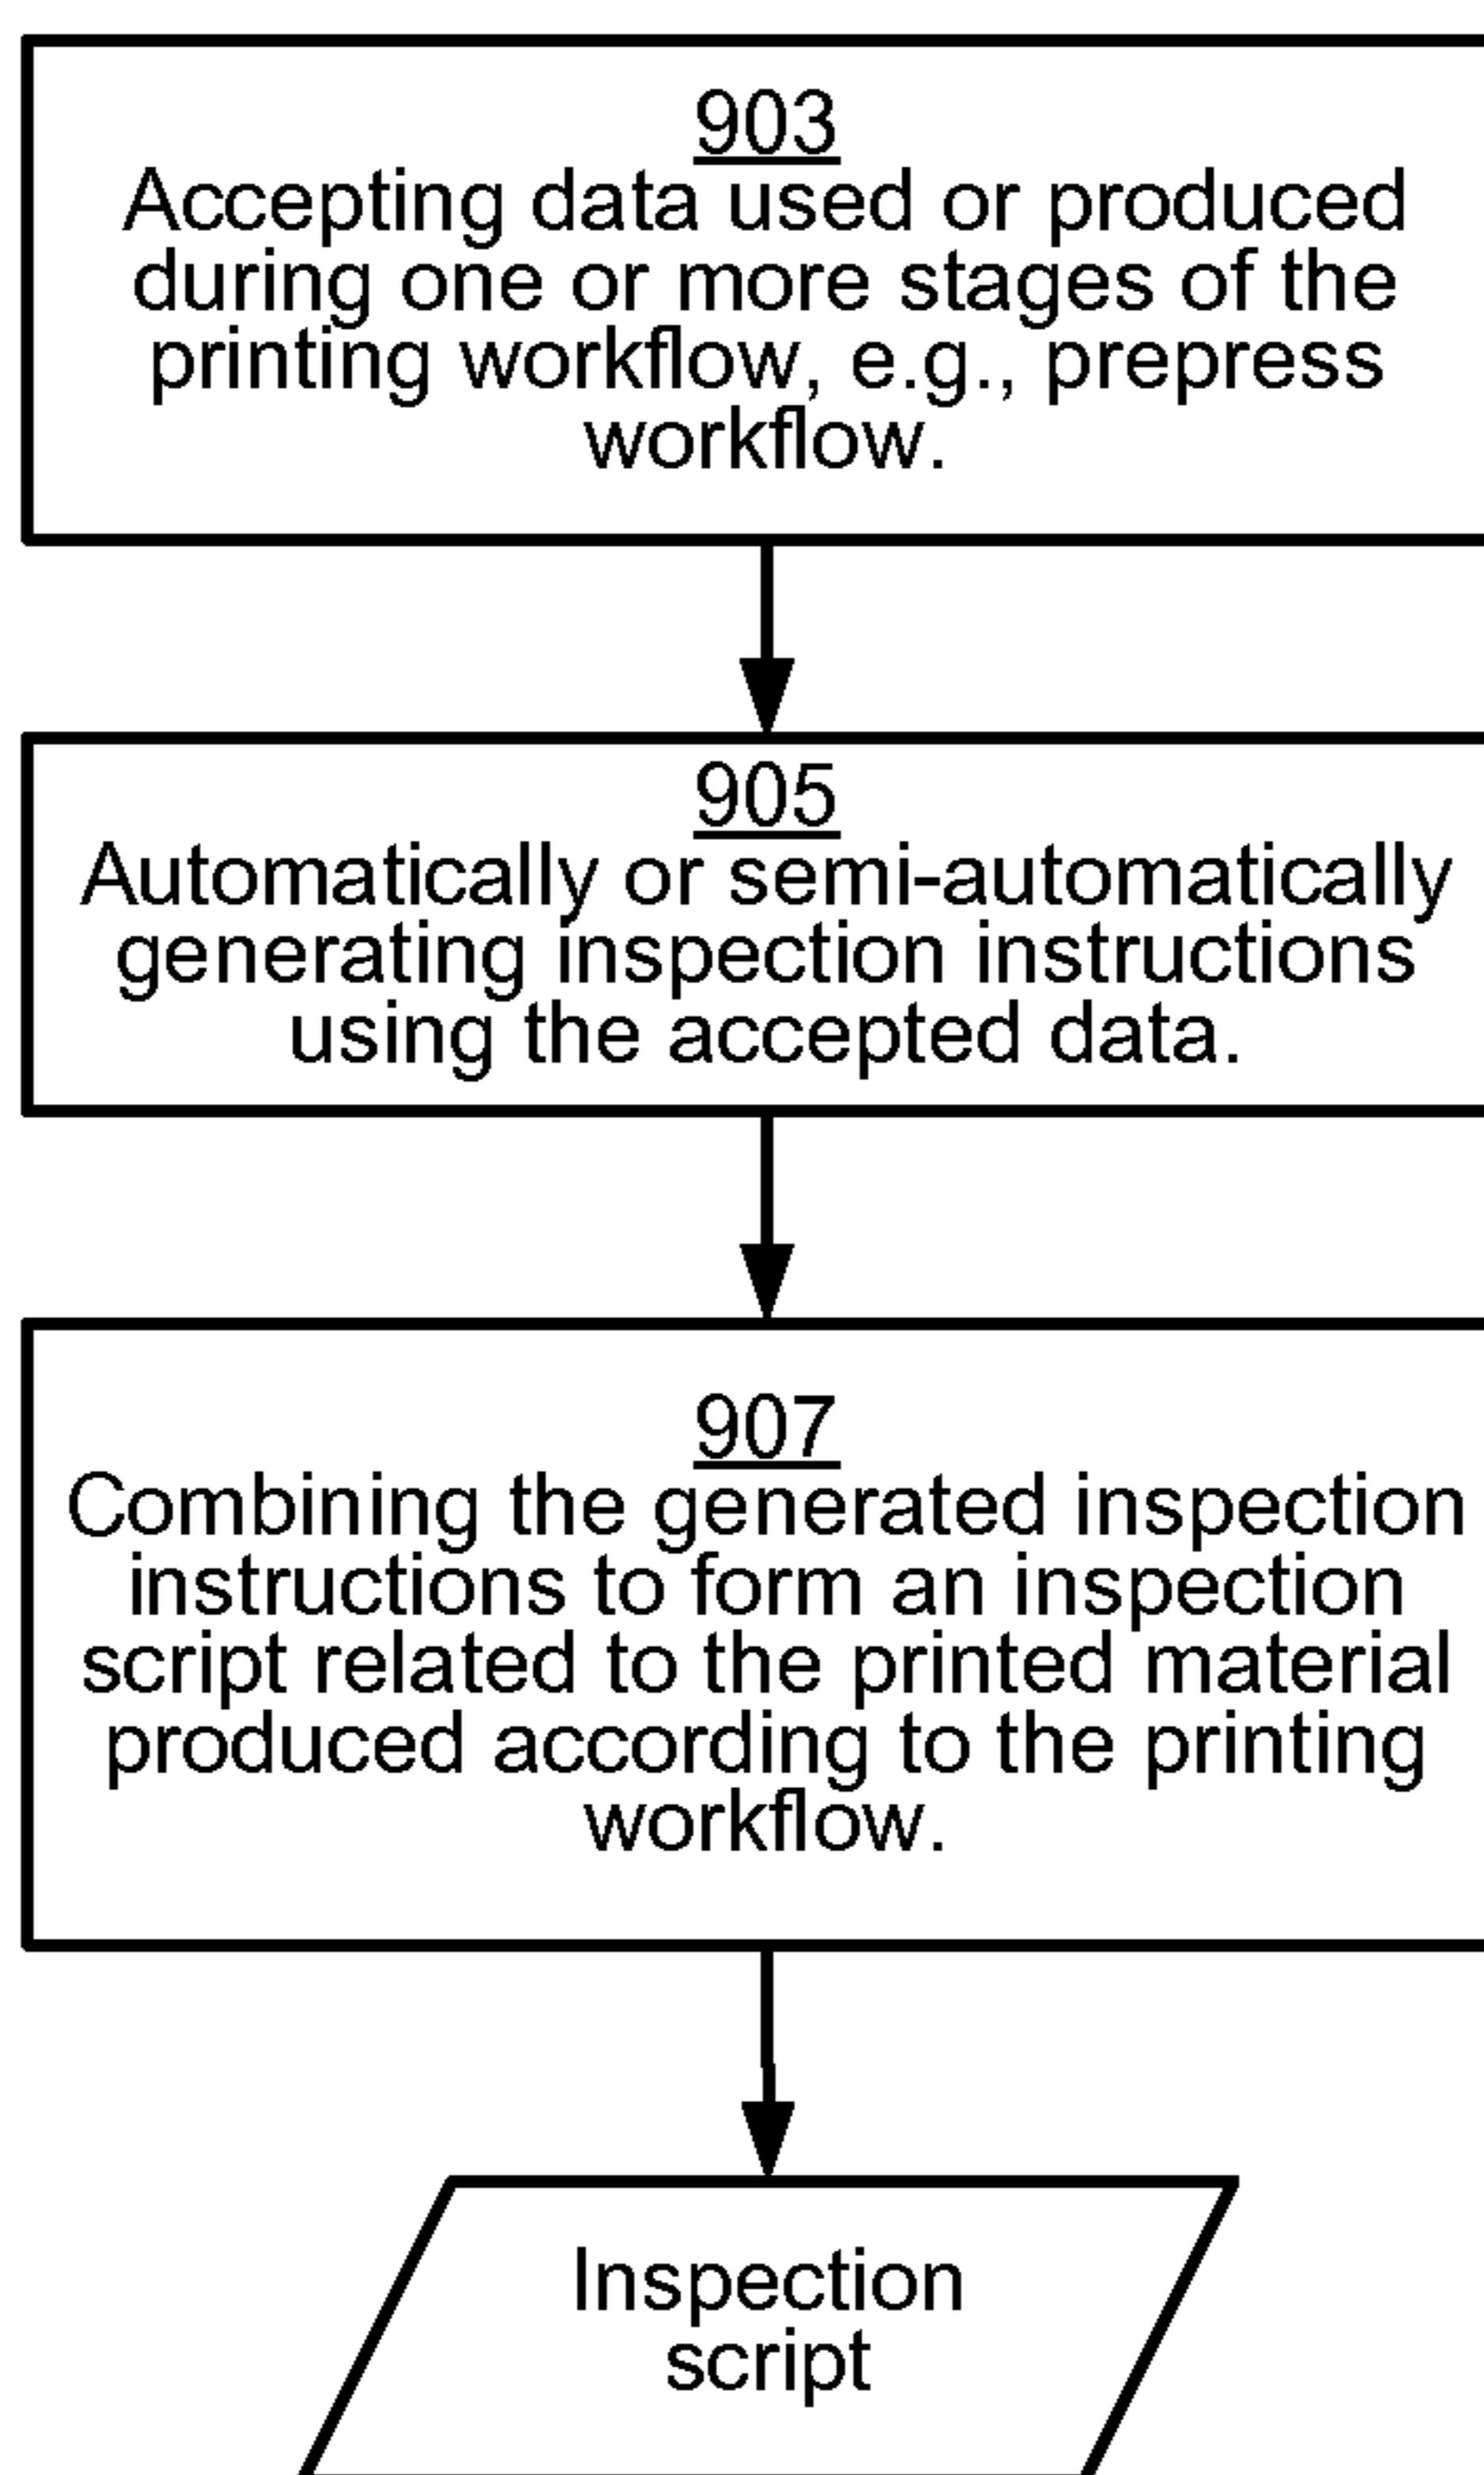 903
Accepting data used or produced
during one or more stages of the
printing workflow, e.g., prepress
workflow.
905
Automatically or semi-automatically
generating inspection instructions
using the accepted data.
907
Combining the generated inspection
instructions to form an inspection
script related to the printed material
produced according to the printing
workflow.
Inspection
script